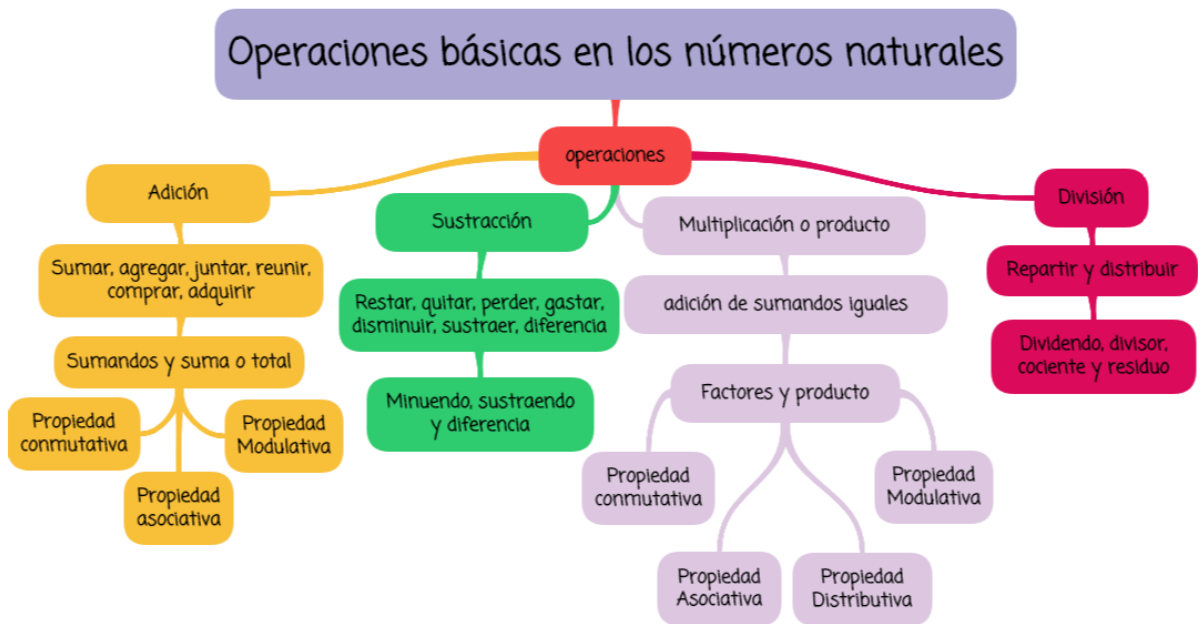 Operaciones básicas en los números naturales
operaciones
Adición
Sumar, agregar, juntar, reunir,
comprar, adquirir
Sumandos y suma o total
Propiedad
conmutativa
Propiedad
asociativa
Propiedad
Modulativa
Sustracción
Restar, quitar, perder, gastar,
disminuir, sustraer, diferencia
Minuendo, sustraendo
y diferencia
Multiplicación o producto
adición de sumandos iguales
Factores y producto
Propiedad
conmutativa
Propiedad
Asociativa
Propiedad
Distributiva
Propiedad
Modulativa
División
Repartir y distribuir
Dividendo, divisor,
cociente y residuo